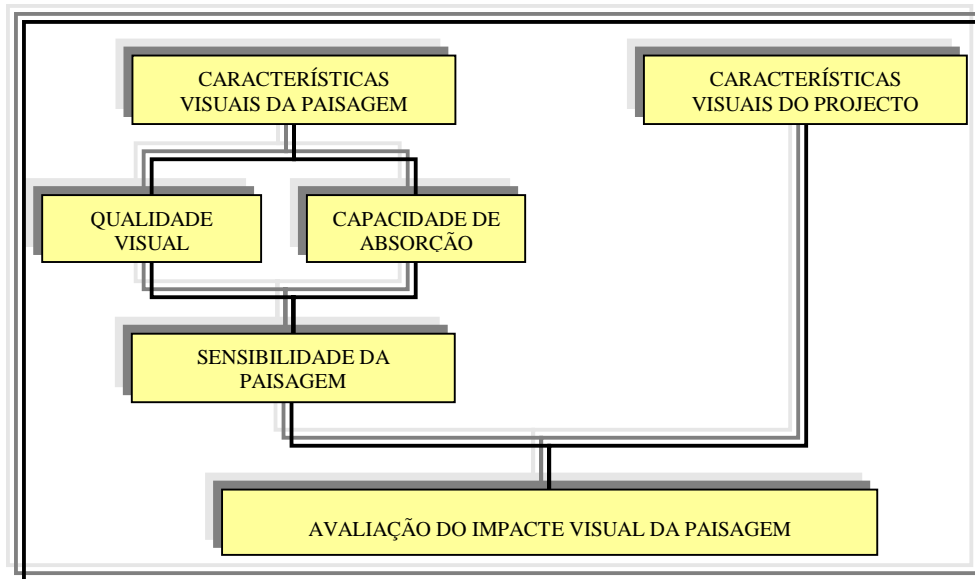 CARACTERÍSTICAS
VISUAIS DA PAISAGEM
CARACTERÍSTICAS
VISUAIS DO PROJECTO
QUALIDADE
VISUAL
CAPACIDADE DE
ABSORÇÃO
SENSIBILIDADE DA
PAISAGEM
AVALIAÇÃO DO IMPACTE VISUAL DA PAISAGEM